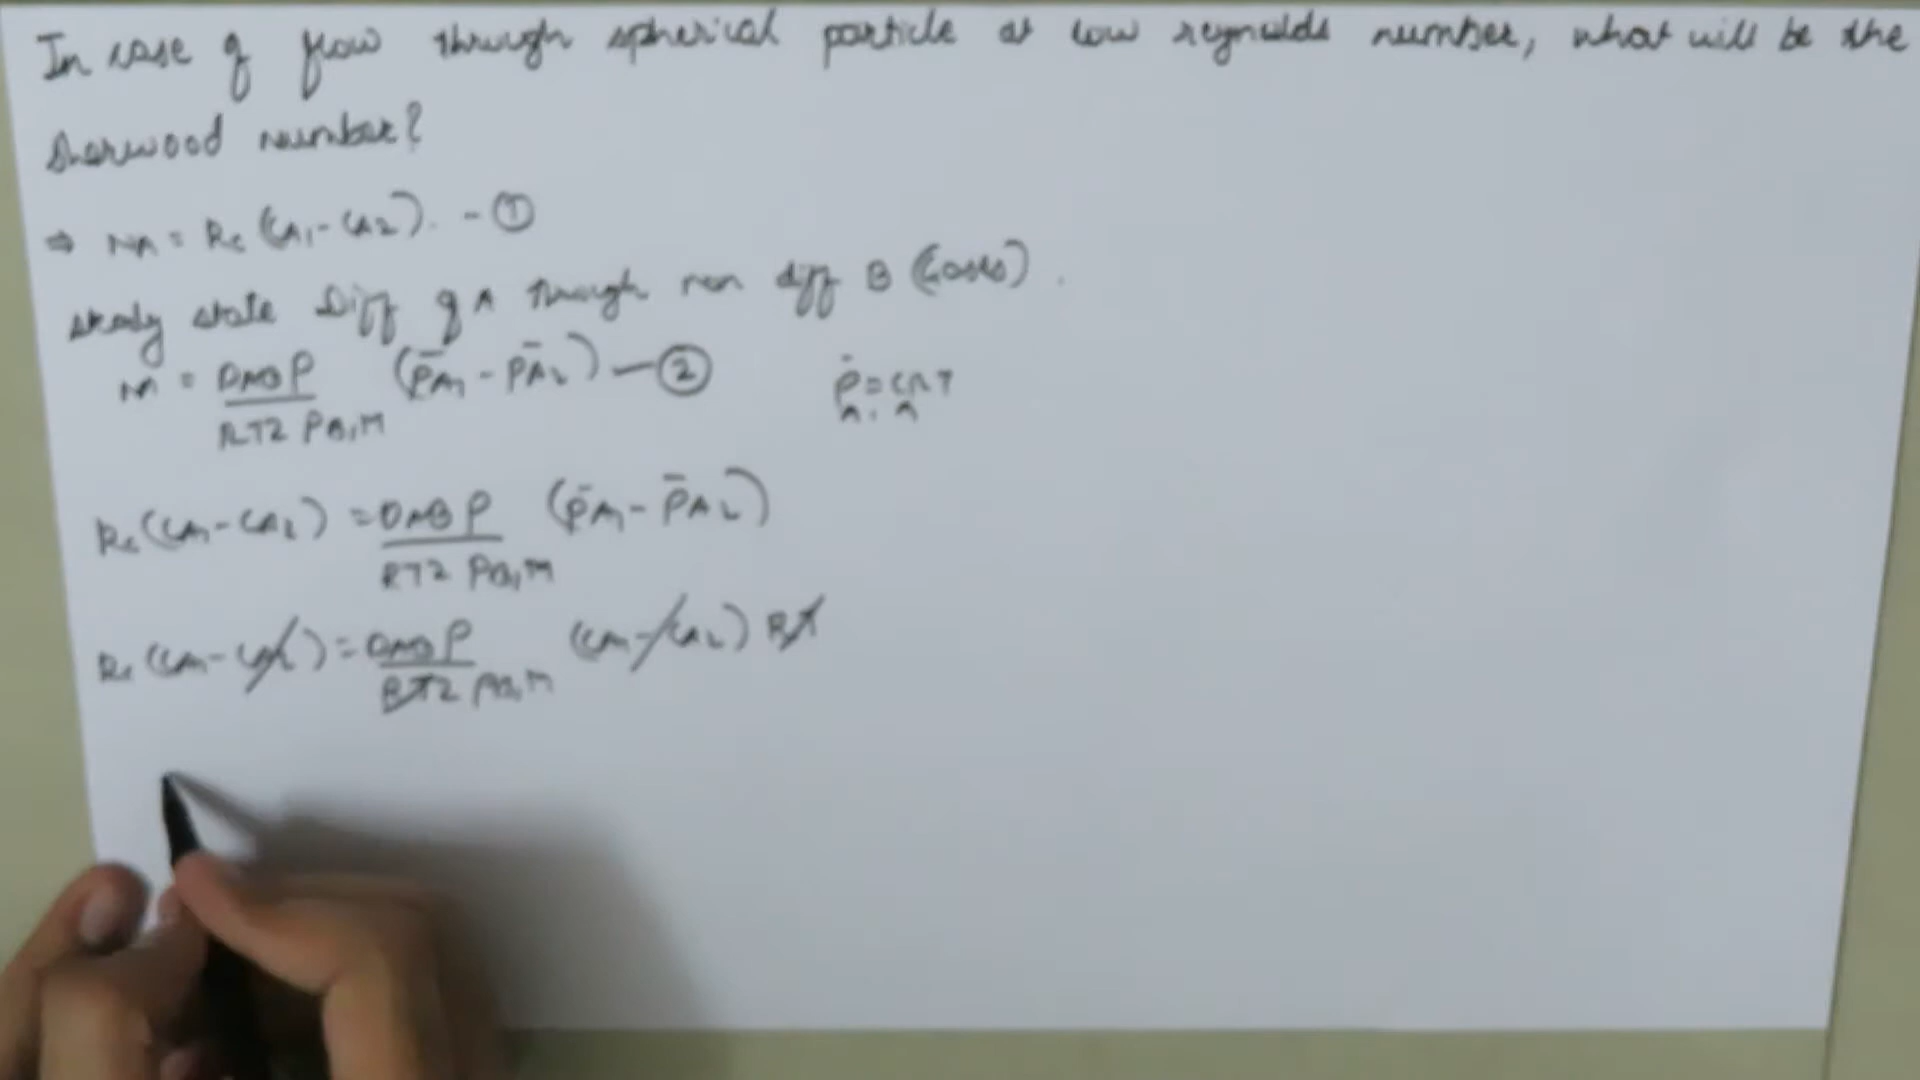 In case of flow through spherical particle at low reynolds number, what will be the
Sherwood number?
⇒ NA = Kc (CA1 - CA2). - ①
steady state Diff of A through non diff B (Gases).
NA = DAB P / RTZ PB,M (p̄A1 - p̄A2) — ②
p̄A = CA RT
Kc (CA1 - CA2) = DAB P / RTZ PB,M (p̄A1 - p̄A2)
Kc (CA1 - CA2) = DAB P / RTZ PB,M (CA1 - CA2) RT